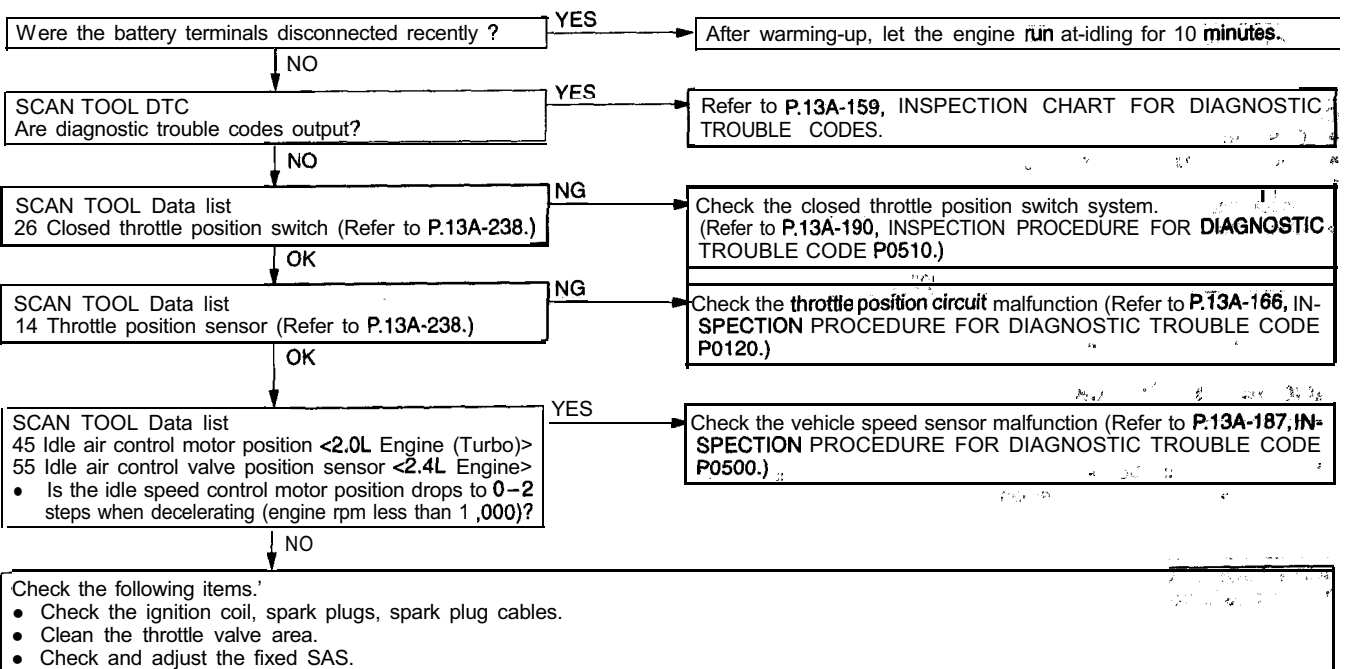 Were the battery terminals disconnected recently ?
YES
After warming-up, let the engine run at-idling for 10 minutes.
NO
SCAN TOOL DTC
Are diagnostic trouble codes output?
YES
Refer to P.13A-159, INSPECTION CHART FOR DIAGNOSTIC
TROUBLE CODES.
NO
SCAN TOOL Data list
26 Closed throttle position switch (Refer to P.13A-238.)
NG
Check the closed throttle position switch system.
(Refer to P.13A-190, INSPECTION PROCEDURE FOR DIAGNOSTIC
TROUBLE CODE P0510.)
OK
SCAN TOOL Data list
14 Throttle position sensor (Refer to P.13A-238.)
NG
Check the throttle position circuit malfunction (Refer to P.13A-166, IN-
SPECTION PROCEDURE FOR DIAGNOSTIC TROUBLE CODE
P0120.)
OK
SCAN TOOL Data list
45 Idle air control motor position <2.0L Engine (Turbo)>
55 Idle air control valve position sensor <2.4L Engine>
• Is the idle speed control motor position drops to 0–2
steps when decelerating (engine rpm less than 1 ,000)?
YES
Check the vehicle speed sensor malfunction (Refer to P.13A-187, IN-
SPECTION PROCEDURE FOR DIAGNOSTIC TROUBLE CODE
P0500.)
NO
Check the following items.'
• Check the ignition coil, spark plugs, spark plug cables.
• Clean the throttle valve area.
• Check and adjust the fixed SAS.